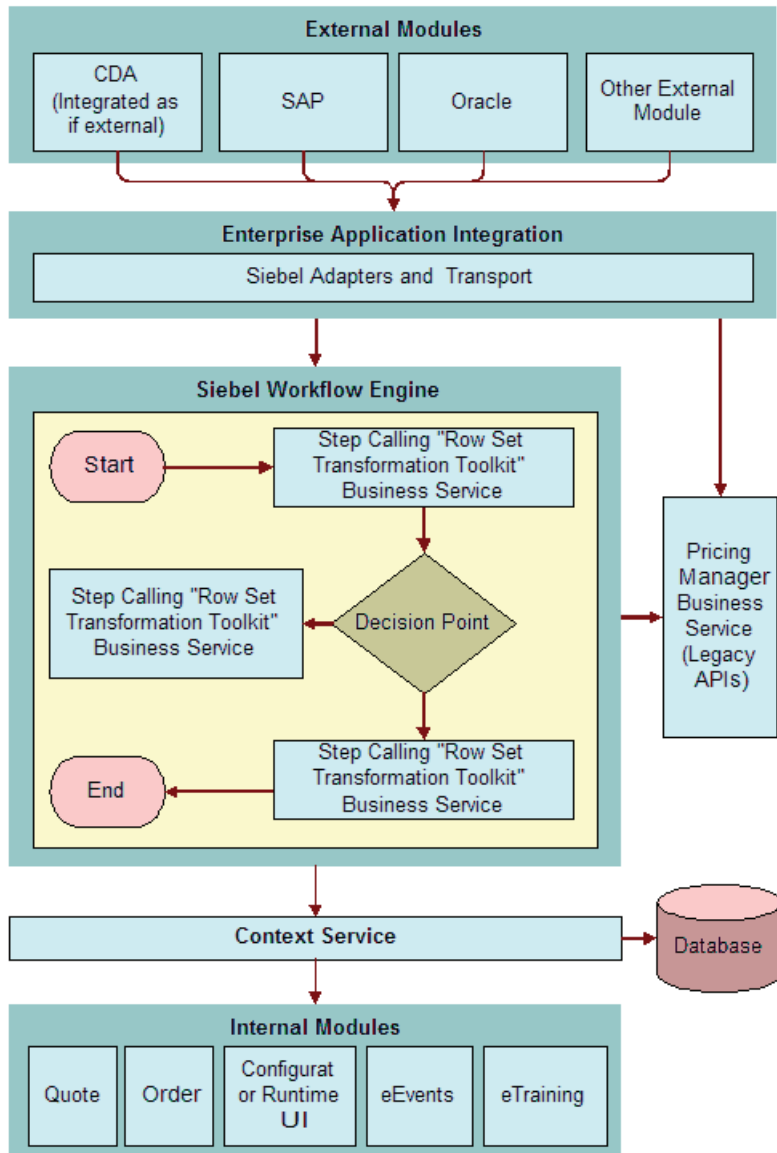 External Modules
CDA
(Integrated as
if external)
SAP
Oracle
Other External
Module
Enterprise Application Integration
Siebel Adapters and Transport
Siebel Workflow Engine
Start
Step Calling "Row Set
Transformation Toolkit"
Business Service
Step Calling "Row Set
Transformation Toolkit"
Business Service
Decision Point
Pricing
Manager
Business
Service
(Legacy
APIs)
End
Step Calling "Row Set
Transformation Toolkit"
Business Service
Context Service
Database
Internal Modules
Quote
Order
Configurat
or Runtime
UI
eEvents
eTraining